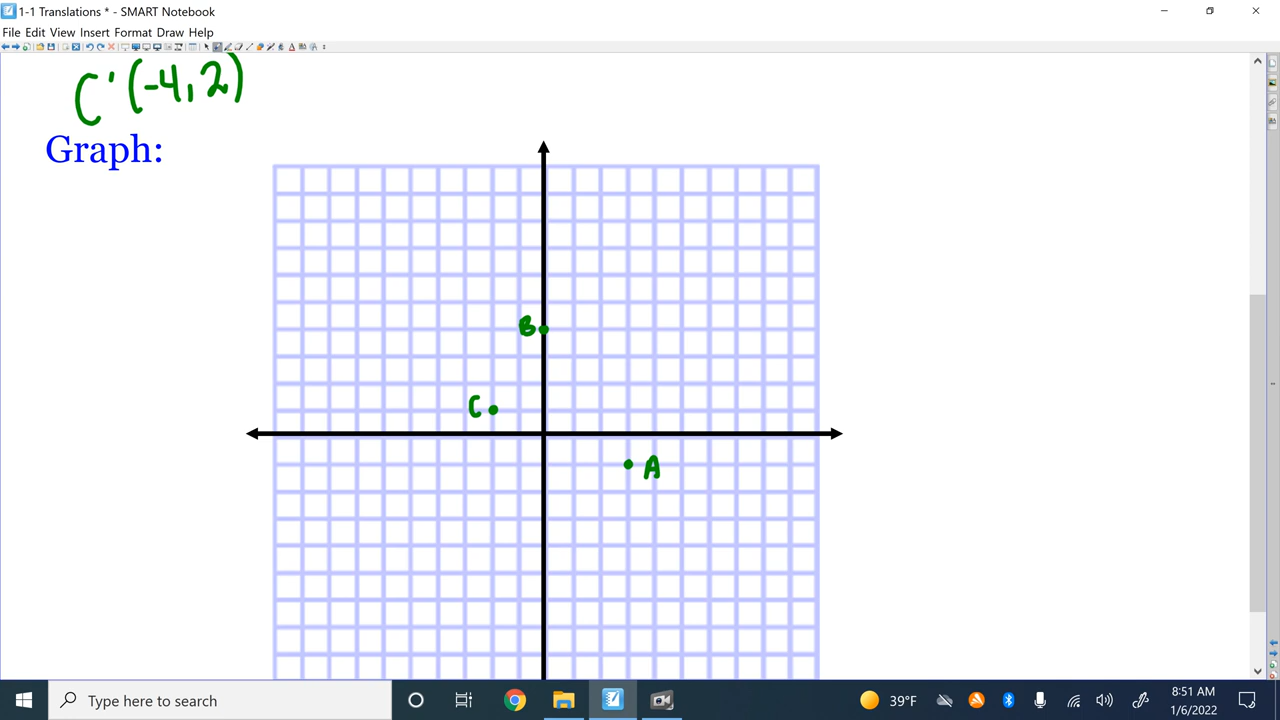 1-1 Translations * - SMART Notebook
File Edit View Insert Format Draw Help
C'(-4,2)
Graph:
B
C
A
Type here to search
39°F
8:51 AM
1/6/2022